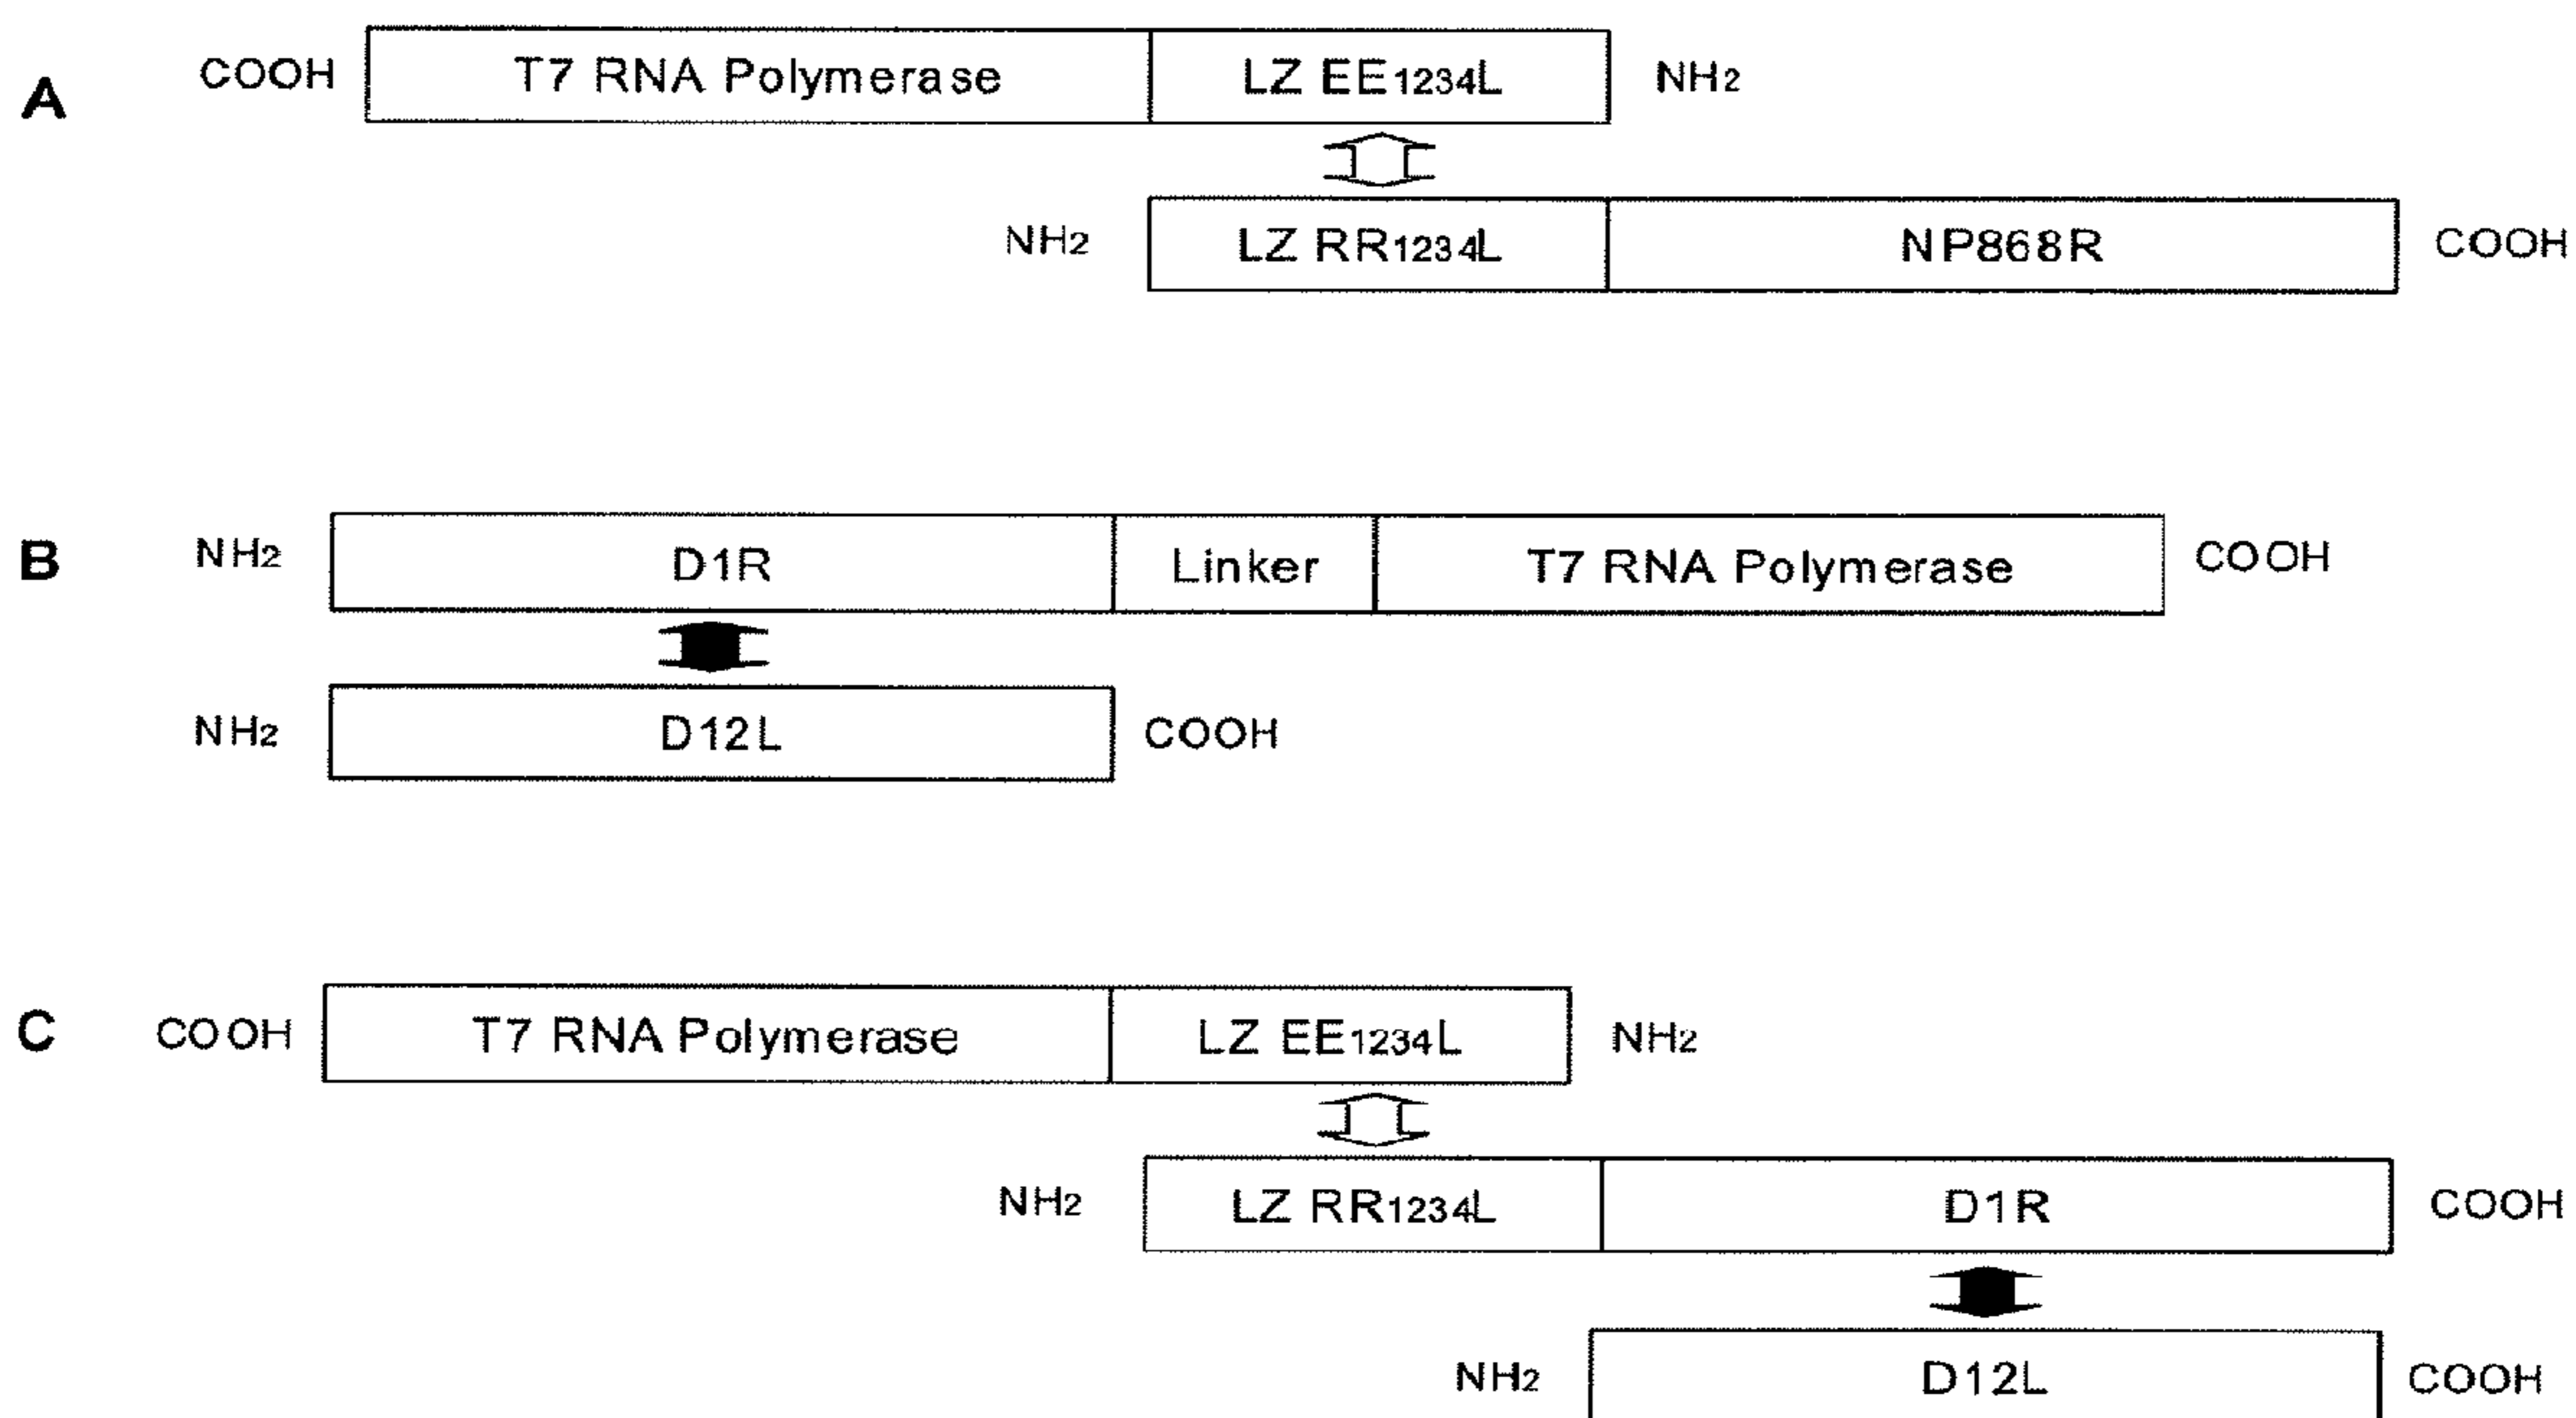 A COOH T7 RNA Polymerase LZ EE1234L NH2
NH2 LZ RR1234L NP868R COOH
B NH2 D1R Linker T7 RNA Polymerase COOH
NH2 D12L COOH
C COOH T7 RNA Polymerase LZ EE1234L NH2
NH2 LZ RR1234L D1R COOH
NH2 D12L COOH